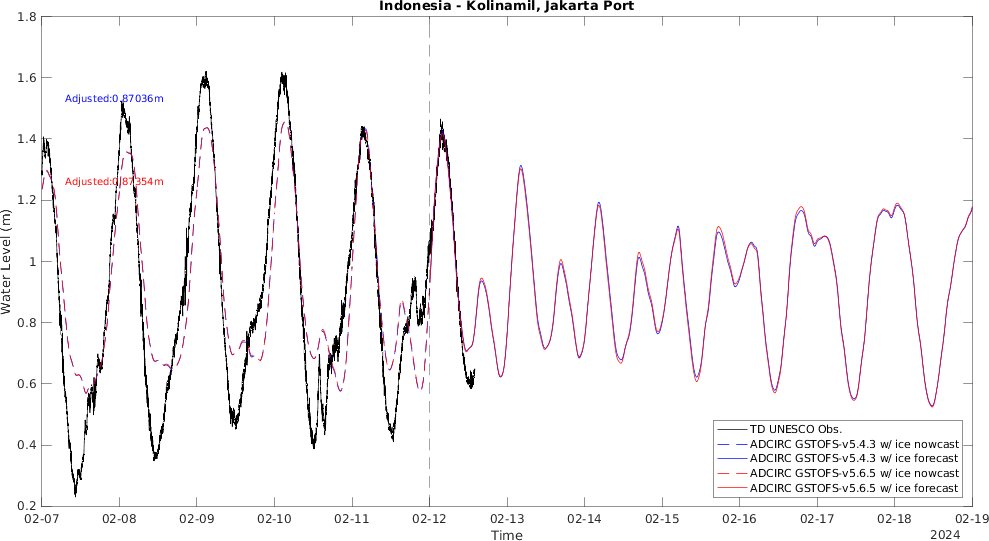 Indonesia - Kolinamil, Jakarta Port
1.8
1.6
1.4
1.2
1
0.8
0.6
0.4
0.2
Water Level (m)
Adjusted:0.87036m
Adjusted:0.87354m
TD UNESCO Obs.
ADCIRC GSTOFS-v5.4.3 w/ ice nowcast
ADCIRC GSTOFS-v5.4.3 w/ ice forecast
ADCIRC GSTOFS-v5.6.5 w/ ice nowcast
ADCIRC GSTOFS-v5.6.5 w/ ice forecast
02-07 02-08 02-09 02-10 02-11 02-12 02-13 02-14 02-15 02-16 02-17 02-18 02-19
Time
2024